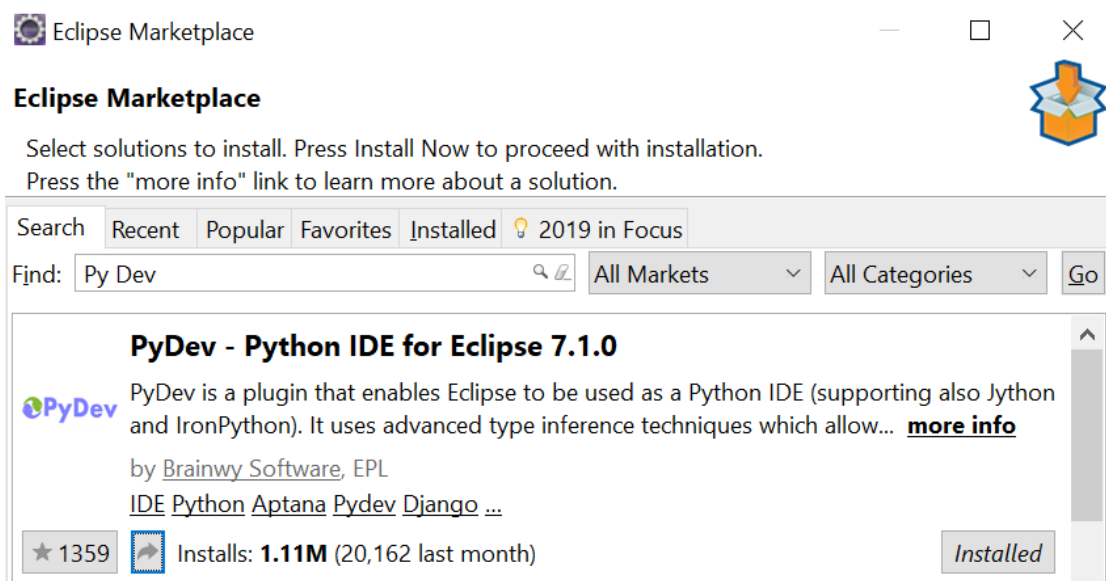 Eclipse Marketplace
Eclipse Marketplace
Select solutions to install. Press Install Now to proceed with installation.
Press the "more info" link to learn more about a solution.
Search Recent Popular Favorites Installed 2019 in Focus
Find: Py Dev All Markets All Categories Go
PyDev - Python IDE for Eclipse 7.1.0
PyDev
PyDev is a plugin that enables Eclipse to be used as a Python IDE (supporting also Jython
and IronPython). It uses advanced type inference techniques which allow... more info
by Brainwy Software, EPL
IDE Python Aptana Pydev Django ...
1359 Installs: 1.11M (20,162 last month) Installed